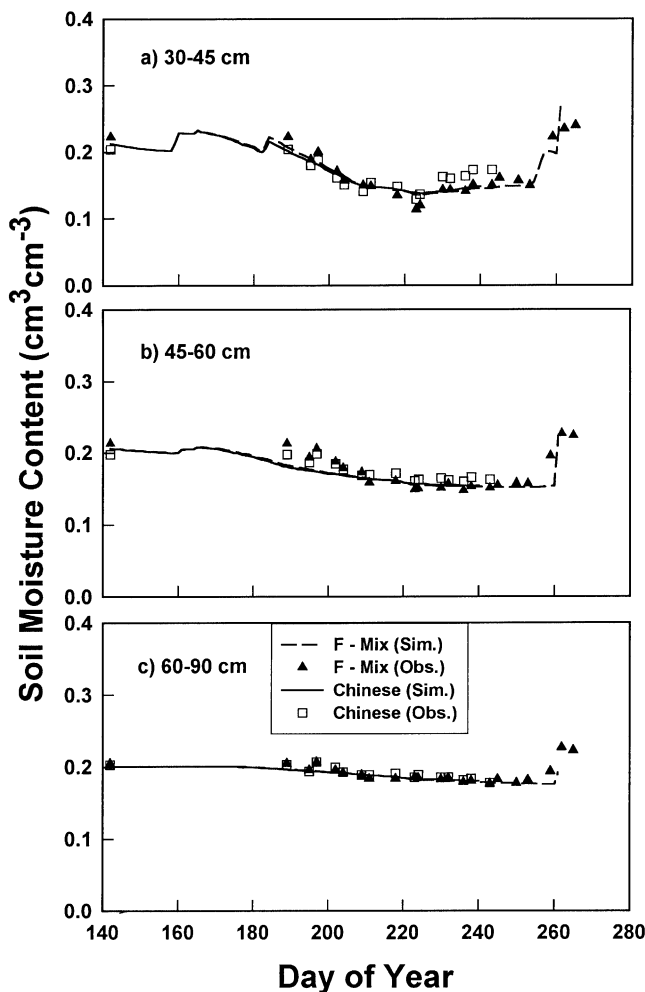 Soil Moisture Content (cm³cm⁻³)
0.4
a) 30-45 cm
0.3
0.2
0.1
0.0
0.4
b) 45-60 cm
0.3
0.2
0.1
0.0
0.4
F - Mix (Sim.)
F - Mix (Obs.)
Chinese (Sim.)
Chinese (Obs.)
c) 60-90 cm
0.3
0.2
0.1
0.0
140 160 180 200 220 240 260 280
Day of Year